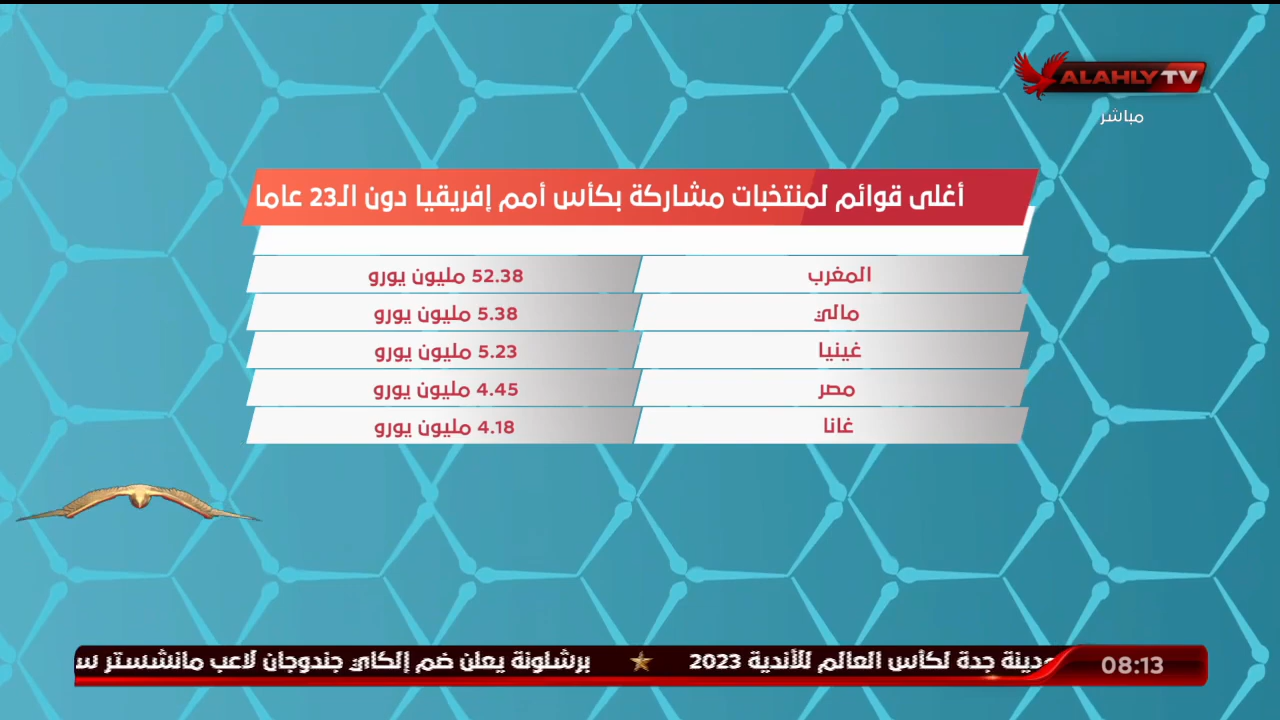 ALAHLY TV
مباشر
أغلى قوائم لمنتخبات مشاركة بكأس أمم إفريقيا دون الـ23 عاما
المغرب 52.38 مليون يورو
مالي 5.38 مليون يورو
غينيا 5.23 مليون يورو
مصر 4.45 مليون يورو
غانا 4.18 مليون يورو
08:13 جدة لكأس العالم للأندية 2023 برشلونة يعلن ضم إلكاي جندوجان لاعب مانشستر